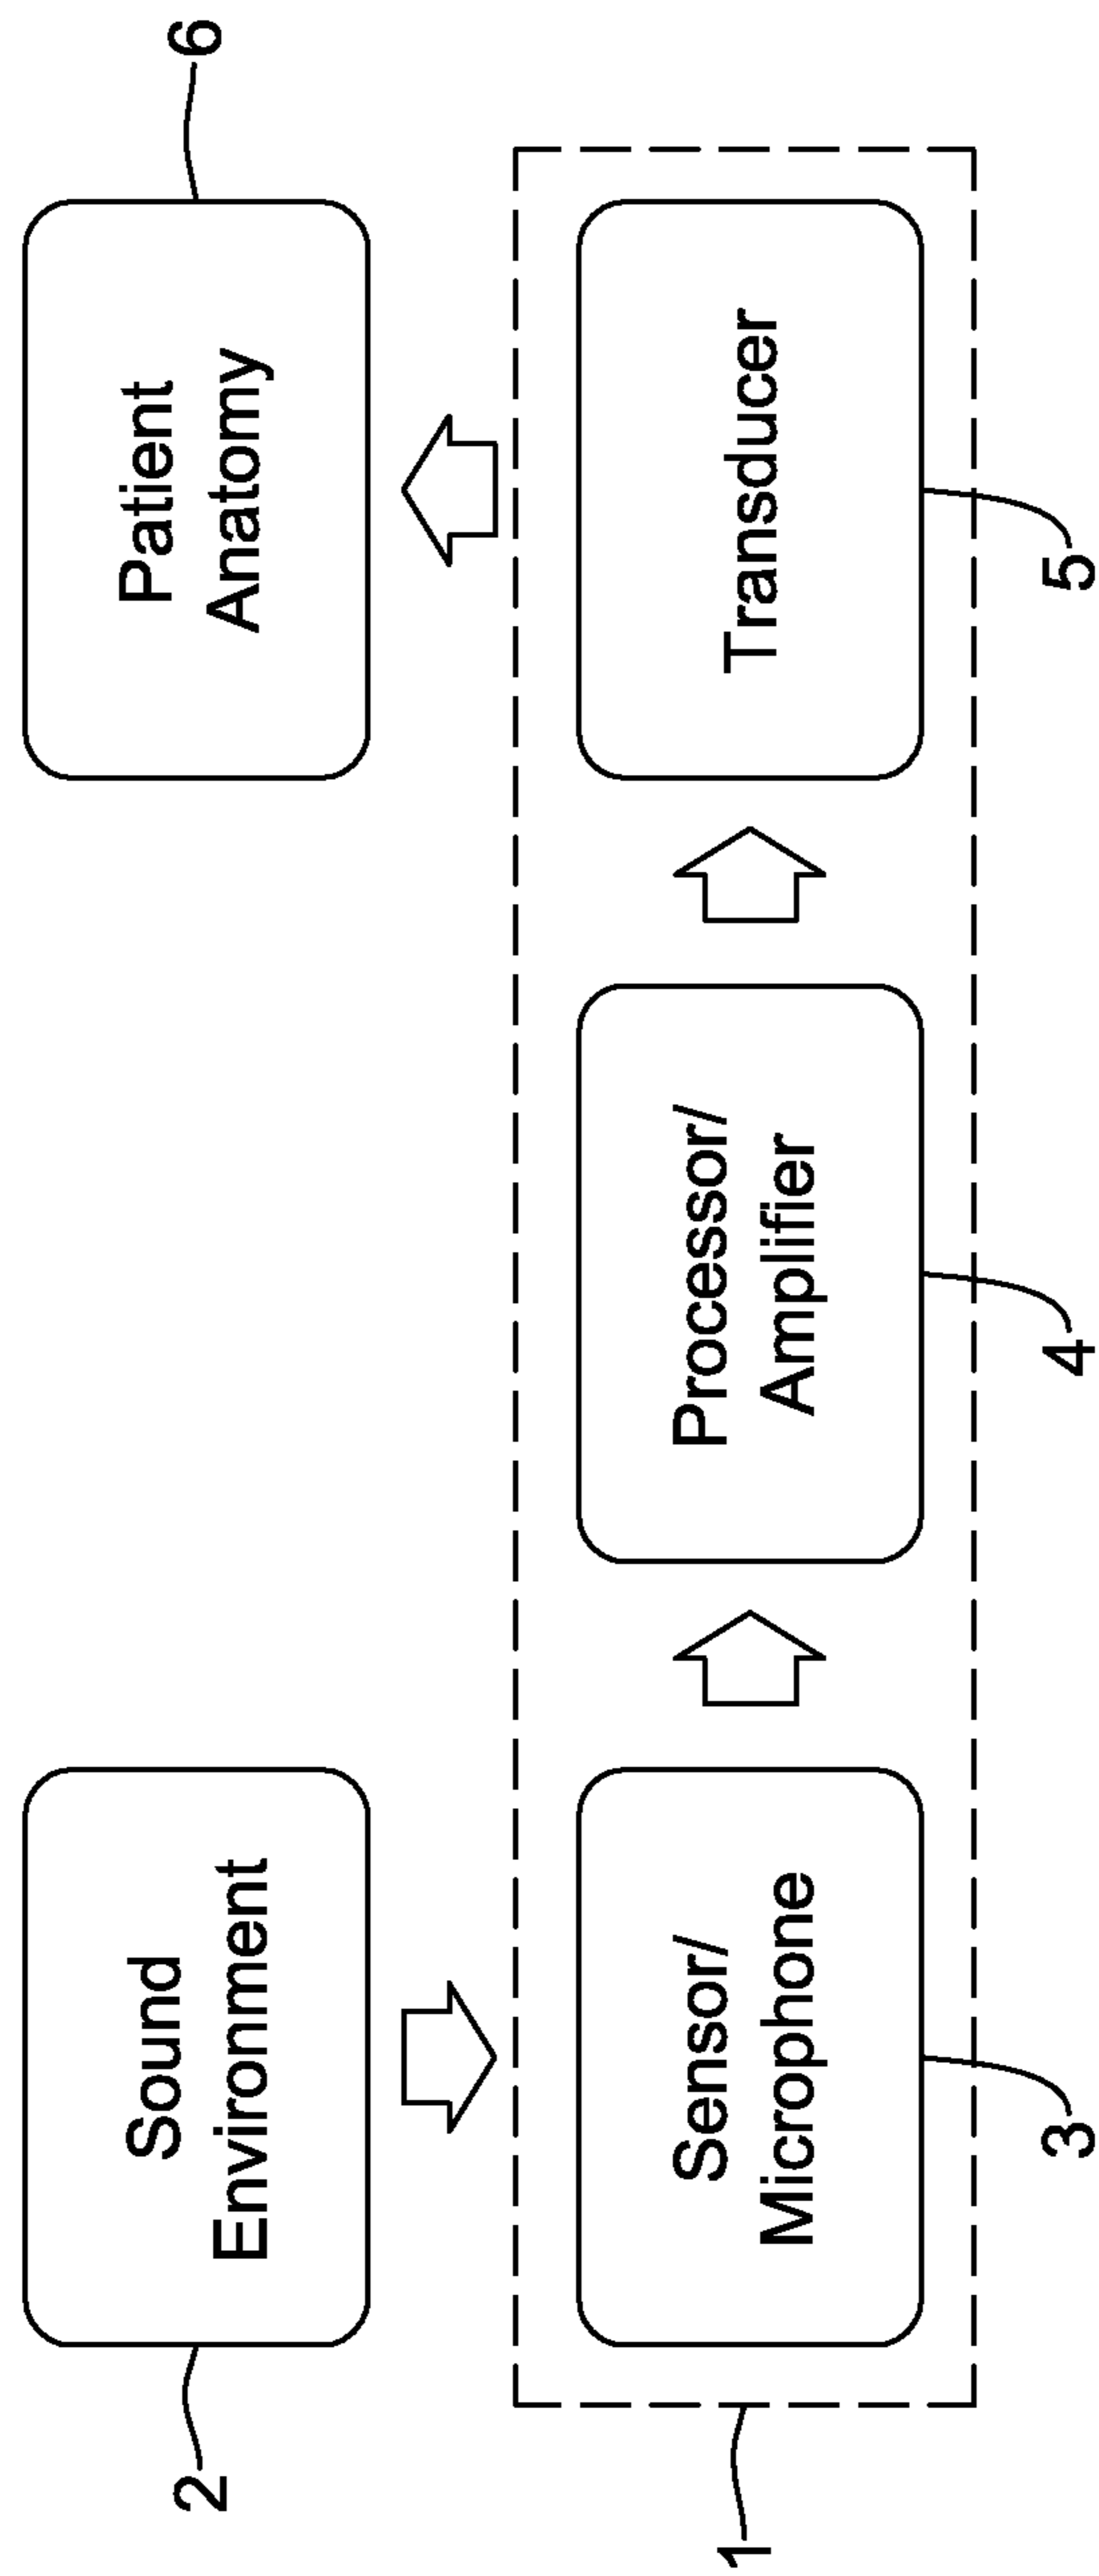 2
Sound
Environment
Patient
Anatomy
6
1
Sensor/
Microphone
Processor/
Amplifier
Transducer
3
4
5